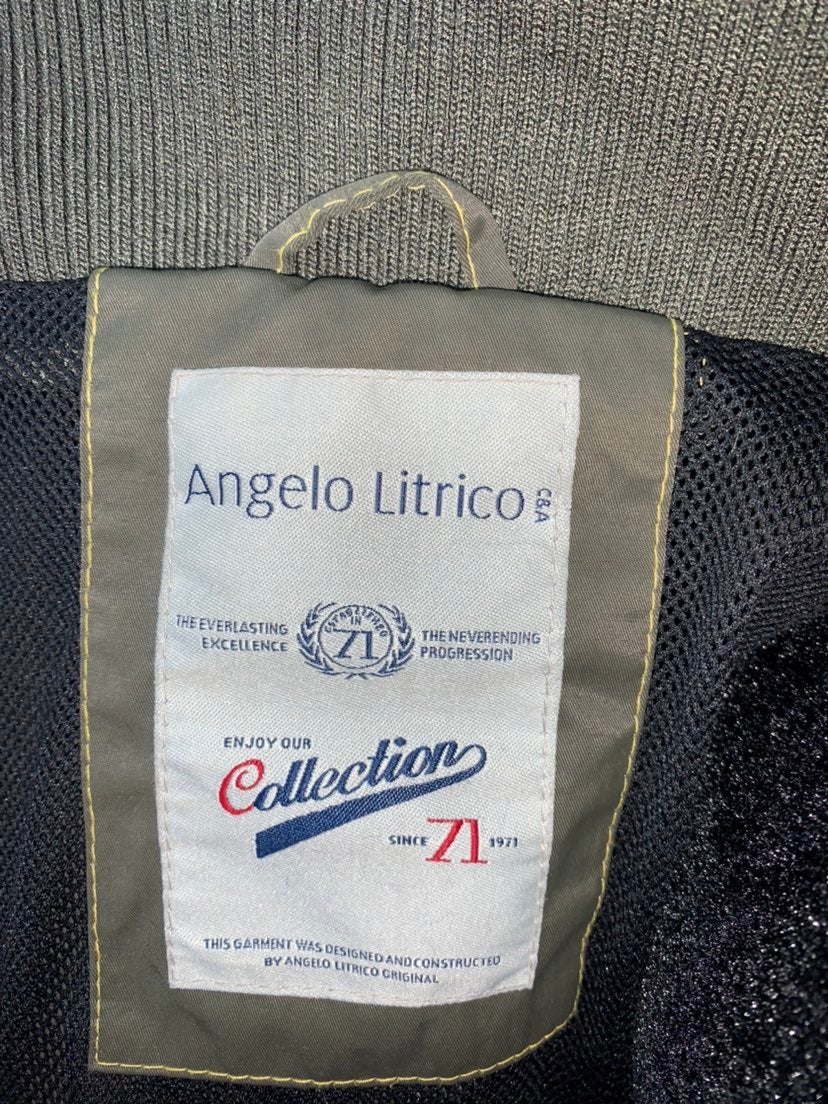 Angelo Litrico C&A
THE EVERLASTING
EXCELLENCE
ESTABLISHED
IN
71
THE NEVERENDING
PROGRESSION
ENJOY OUR
Collection
SINCE 71 1971
THIS GARMENT WAS DESIGNED AND CONSTRUCTED
BY ANGELO LITRICO ORIGINAL